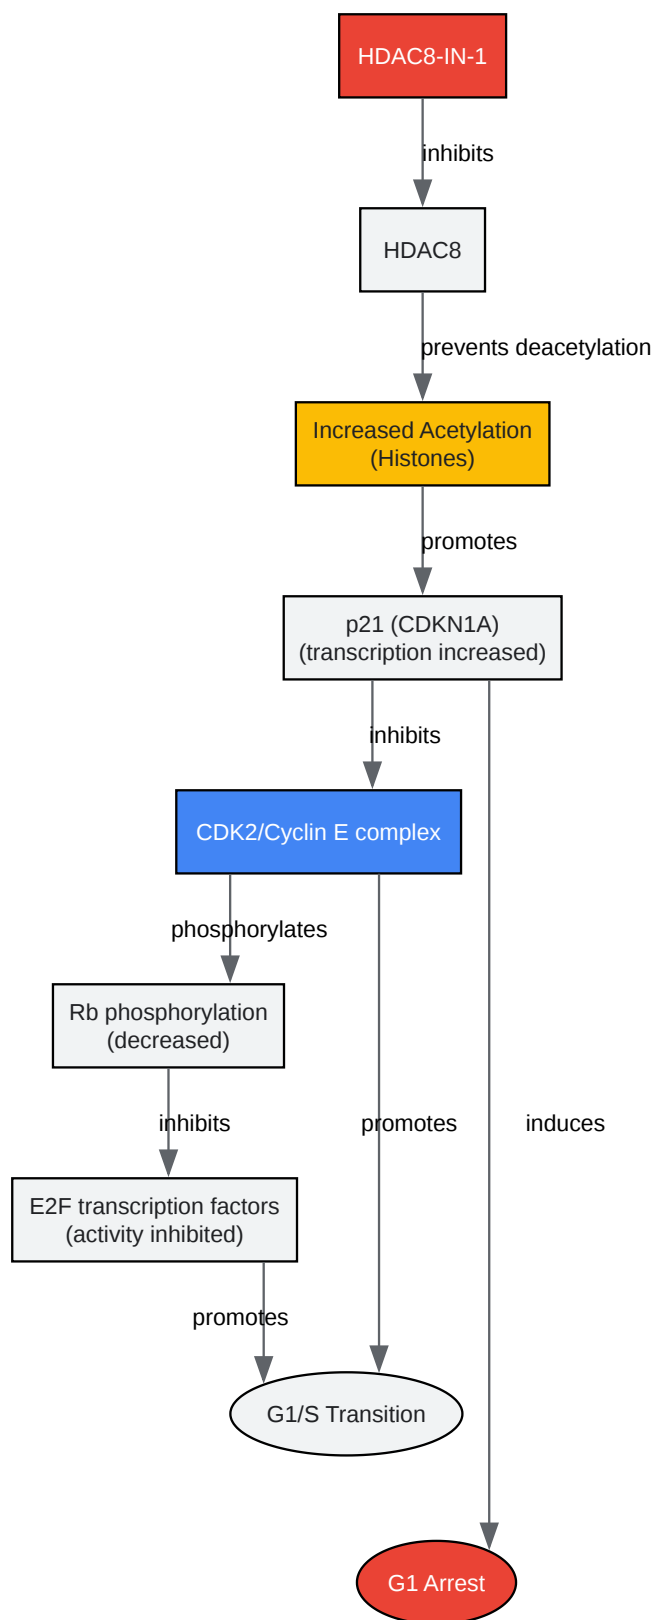 HDAC8-IN-1
inhibits
HDAC8
prevents deacetylation
Increased Acetylation
(Histones)
promotes
p21 (CDKN1A)
(transcription increased)
inhibits
CDK2/Cyclin E complex
phosphorylates
Rb phosphorylation
(decreased)
inhibits
promotes
induces
E2F transcription factors
(activity inhibited)
promotes
G1/S Transition
G1 Arrest